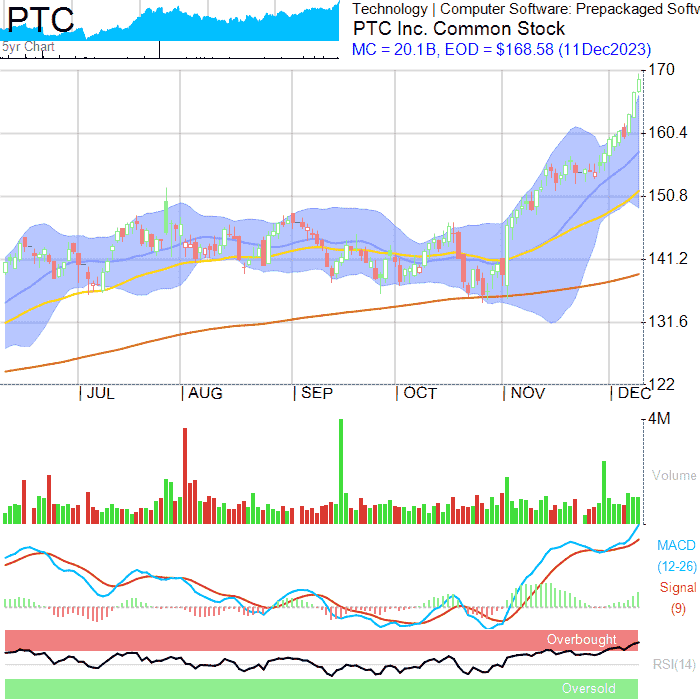 PTC
5yr Chart
Technology | Computer Software: Prepackaged Softw
PTC Inc. Common Stock
MC = 20.1B, EOD = $168.58 (11Dec2023)
170
160.4
150.8
141.2
131.6
122
JUL AUG SEP OCT NOV DEC
4M
Volume
MACD
(12-26)
Signal
(9)
Overbought
RSI(14)
Oversold